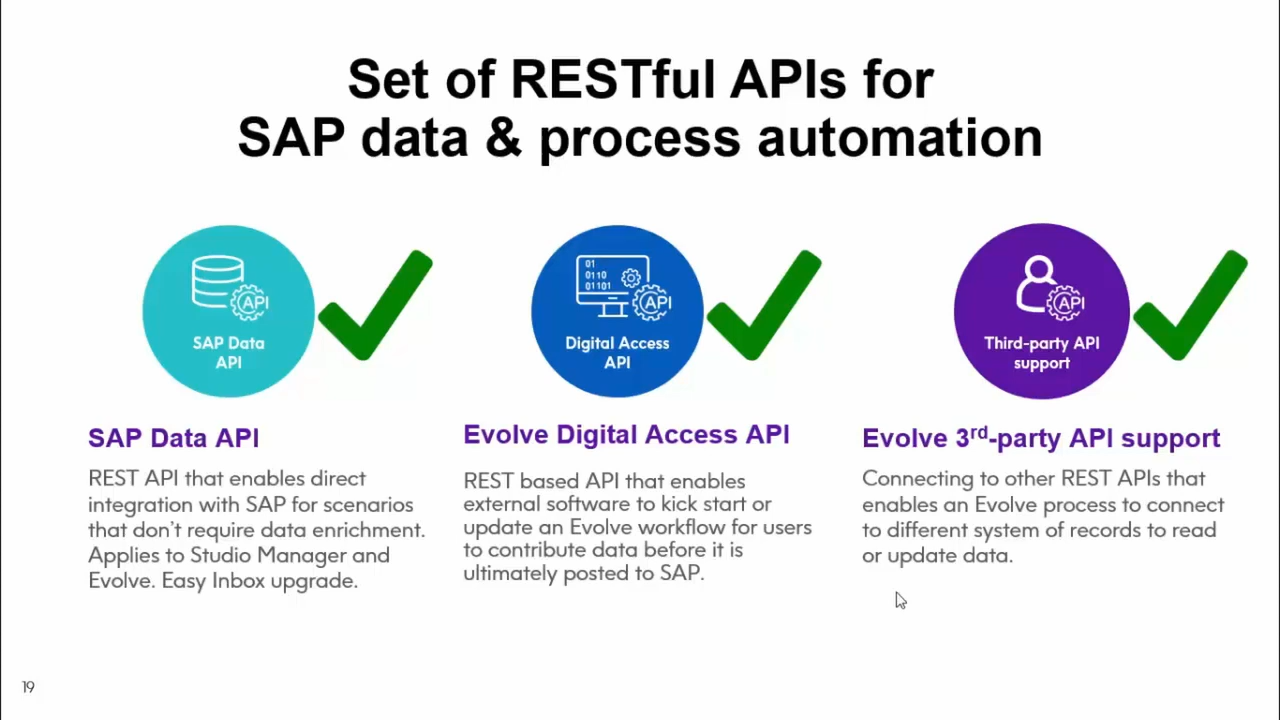 Set of RESTful APIs for
SAP data & process automation
01
0110
01101
API
API
API
SAP Data
API
Digital Access
API
Third-party API
support
SAP Data API
REST API that enables direct
integration with SAP for scenarios
that don't require data enrichment.
Applies to Studio Manager and
Evolve. Easy Inbox upgrade.
Evolve Digital Access API
REST based API that enables
external software to kick start or
update an Evolve workflow for users
to contribute data before it is
ultimately posted to SAP.
Evolve 3rd-party API support
Connecting to other REST APIs that
enables an Evolve process to connect
to different system of records to read
or update data.
19